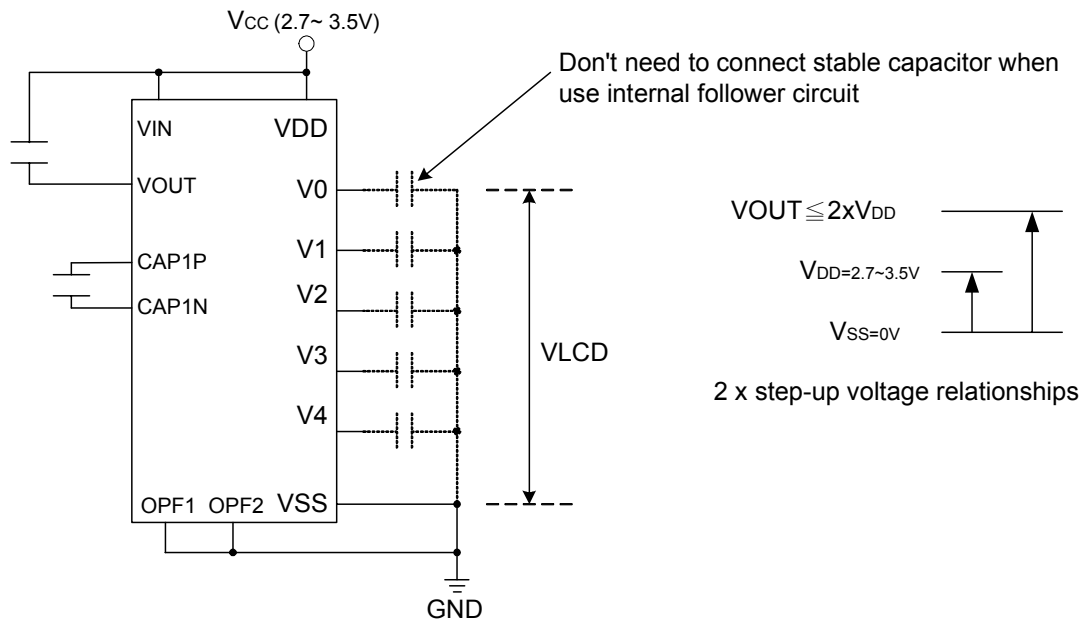 VCC (2.7~ 3.5V)
Don't need to connect stable capacitor when
use internal follower circuit
VIN
VDD
VOUT
V0
CAP1P
V1
CAP1N
V2
V3
V4
OPF1
OPF2
VSS
VLCD
GND
VOUT≦2xVDD
VDD=2.7~3.5V
VSS=0V
2 x step-up voltage relationships